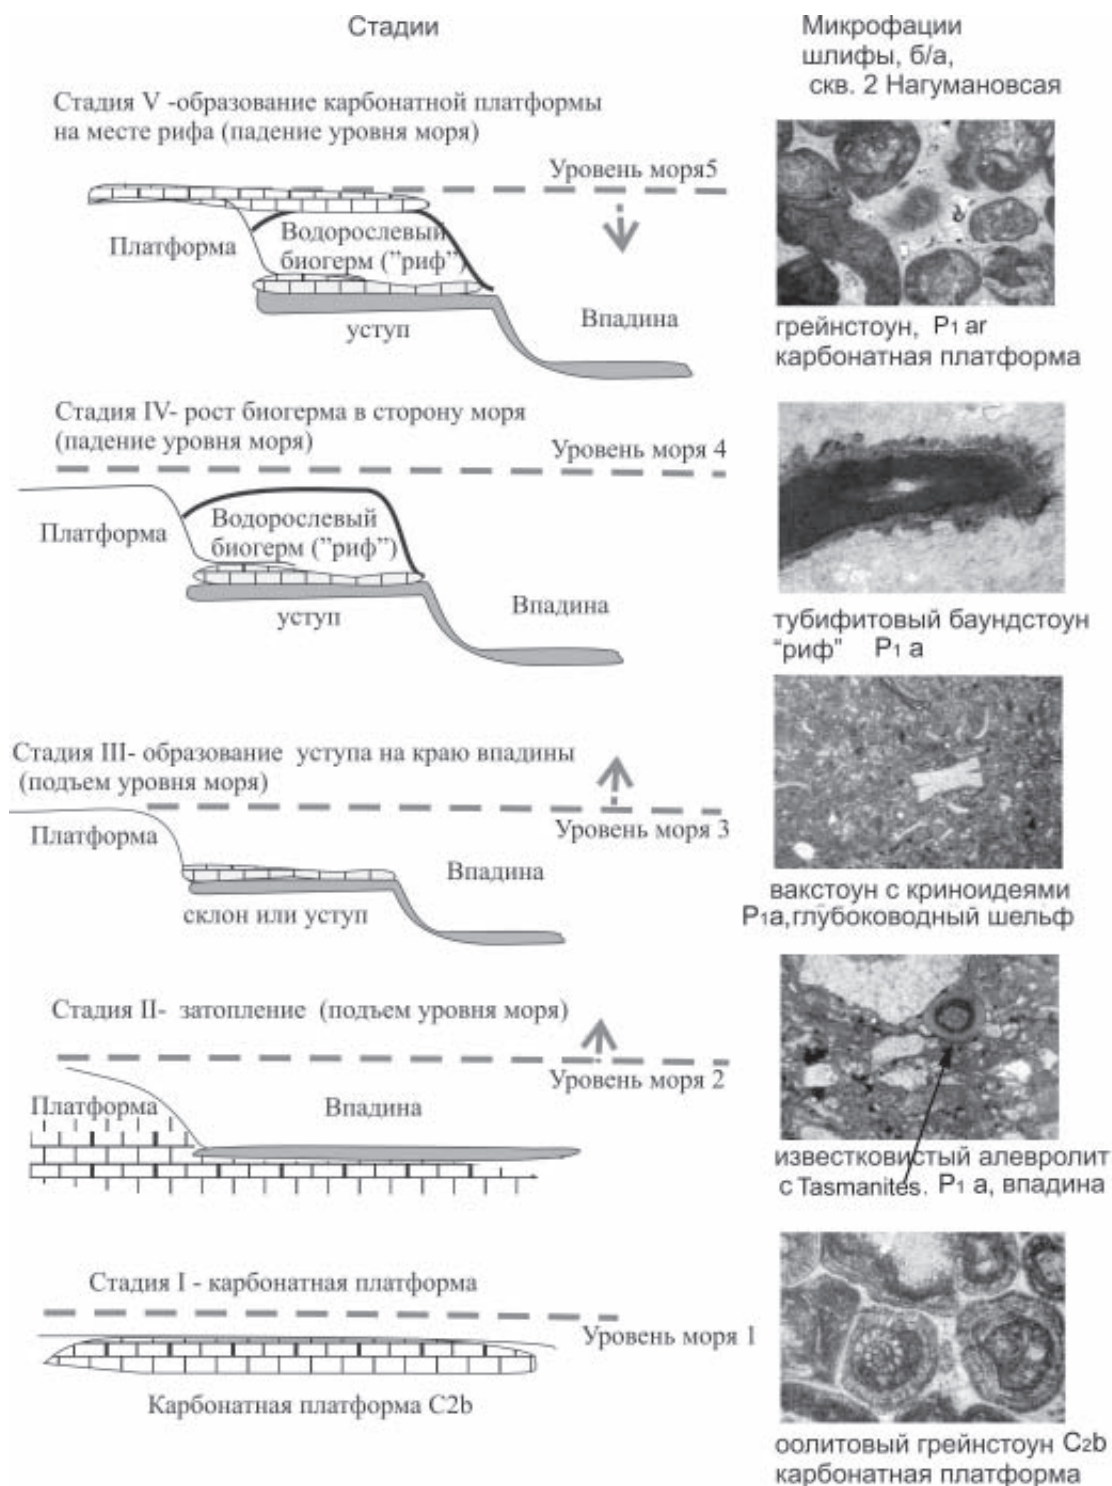 Стадии
Микрофации
шлифы, б/а,
скв. 2 Нагумановсая
Стадия V -образование карбонатной платформы
на месте рифа (падение уровня моря)
Уровень моря5
Платформа
Водорослевый
биогерм ("риф")
уступ
Впадина
грейнстоун, P1 ar
карбонатная платформа
Стадия IV- рост биогерма в сторону моря
(падение уровня моря)
Уровень моря 4
Платформа
Водорослевый
биогерм ("риф")
уступ
Впадина
тубифитовый баундстоун
"риф" P1 a
Стадия III- образование уступа на краю впадины
(подъем уровня моря)
Уровень моря 3
Платформа
Впадина
склон или уступ
вакстоун с криноидеями
P1a,глубоководный шельф
Стадия II- затопление (подъем уровня моря)
Уровень моря 2
Платформа
Впадина
известковистый алевролит
с Tasmanites. P1 a, впадина
Стадия I - карбонатная платформа
Уровень моря 1
Карбонатная платформа C2b
оолитовый грейнстоун C2b
карбонатная платформа